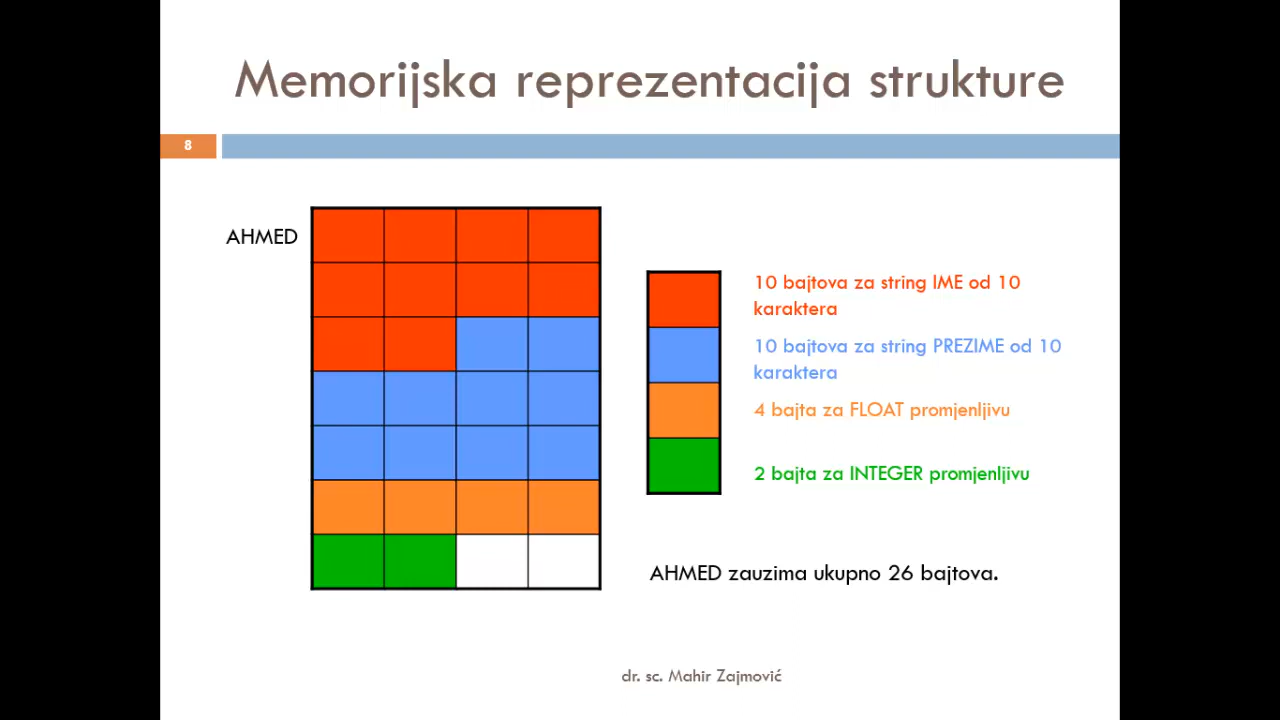 Memorijska reprezentacija strukture
8
AHMED
10 bajtova za string IME od 10
karaktera
10 bajtova za string PREZIME od 10
karaktera
4 bajta za FLOAT promjenljivu
2 bajta za INTEGER promjenljivu
AHMED zauzima ukupno 26 bajtova.
dr. sc. Mahir Zajmović